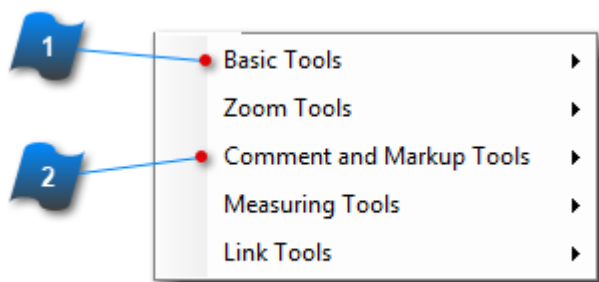 1
Basic Tools
Zoom Tools
2
Comment and Markup Tools
Measuring Tools
Link Tools